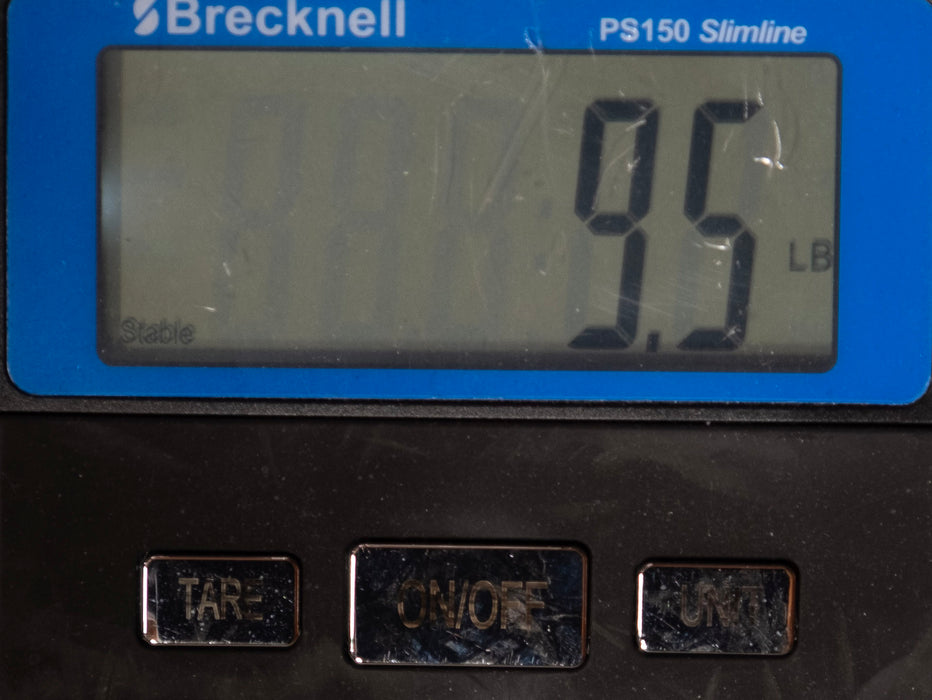 Brecknell
PS150 Slimline
9.5
LB
Stable
TARE
ON/OFF
UNIT